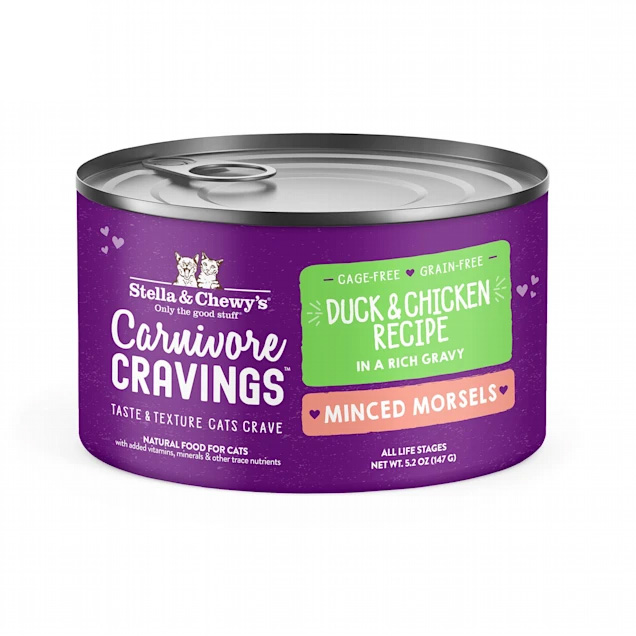 Stella & Chewy's®
Only the good stuff™
Carnivore
CRAVINGS™
TASTE & TEXTURE CATS CRAVE
NATURAL FOOD FOR CATS
with added vitamins, minerals & other trace nutrients
CAGE-FREE ♥ GRAIN-FREE
DUCK & CHICKEN
RECIPE
IN A RICH GRAVY
MINCED MORSELS
ALL LIFE STAGES
NET WT. 5.2 OZ (147 G)